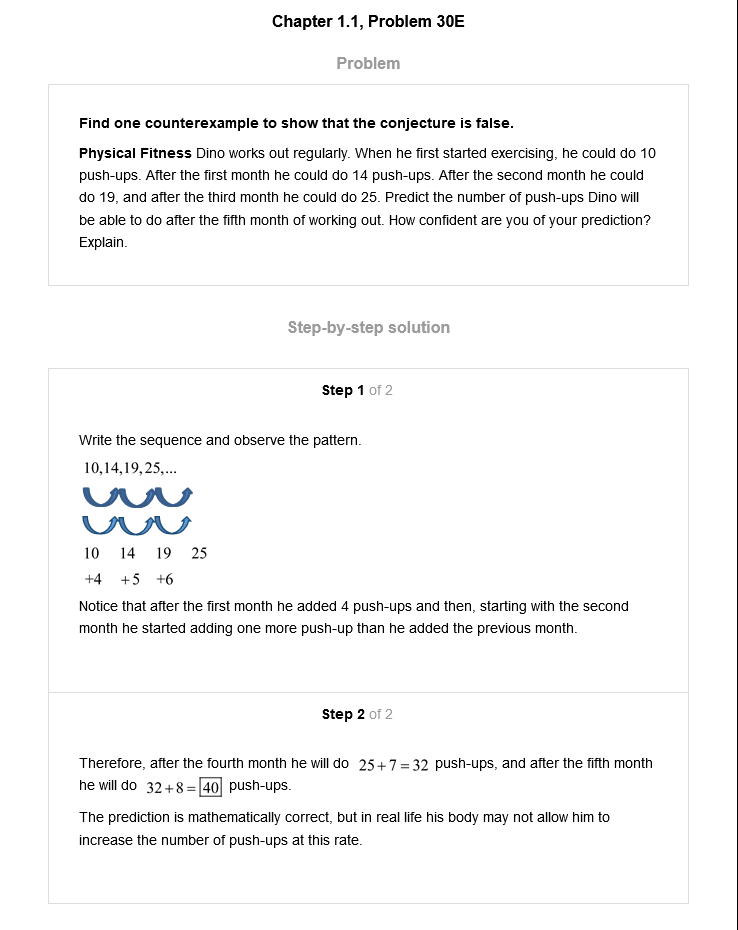 Chapter 1.1, Problem 30E
Problem
Find one counterexample to show that the conjecture is false.
Physical Fitness Dino works out regularly. When he first started exercising, he could do 10
push-ups. After the first month he could do 14 push-ups. After the second month he could
do 19, and after the third month he could do 25. Predict the number of push-ups Dino will
be able to do after the fifth month of working out. How confident are you of your prediction?
Explain.
Step-by-step solution
Step 1 of 2
Write the sequence and observe the pattern.
10,14,19,25,...
10 14 19 25
+4 +5 +6
Notice that after the first month he added 4 push-ups and then, starting with the second
month he started adding one more push-up than he added the previous month.
Step 2 of 2
Therefore, after the fourth month he will do 25+7=32 push-ups, and after the fifth month
he will do 32+8=40 push-ups.
The prediction is mathematically correct, but in real life his body may not allow him to
increase the number of push-ups at this rate.